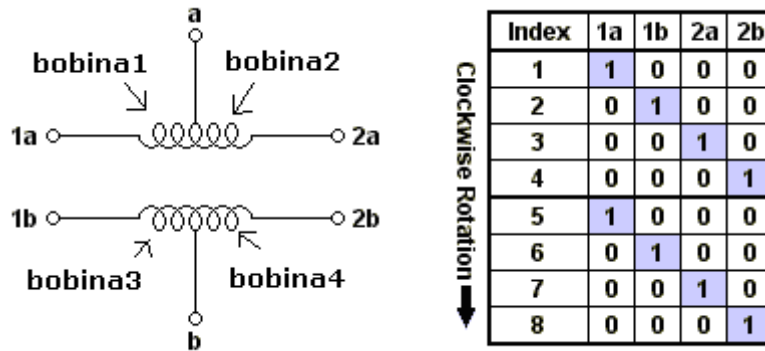 a
bobina1 bobina2
1a 2a
1b 2b
bobina3 bobina4
b
Clockwise Rotation
Index 1a 1b 2a 2b
1 1 0 0 0
2 0 1 0 0
3 0 0 1 0
4 0 0 0 1
5 1 0 0 0
6 0 1 0 0
7 0 0 1 0
8 0 0 0 1